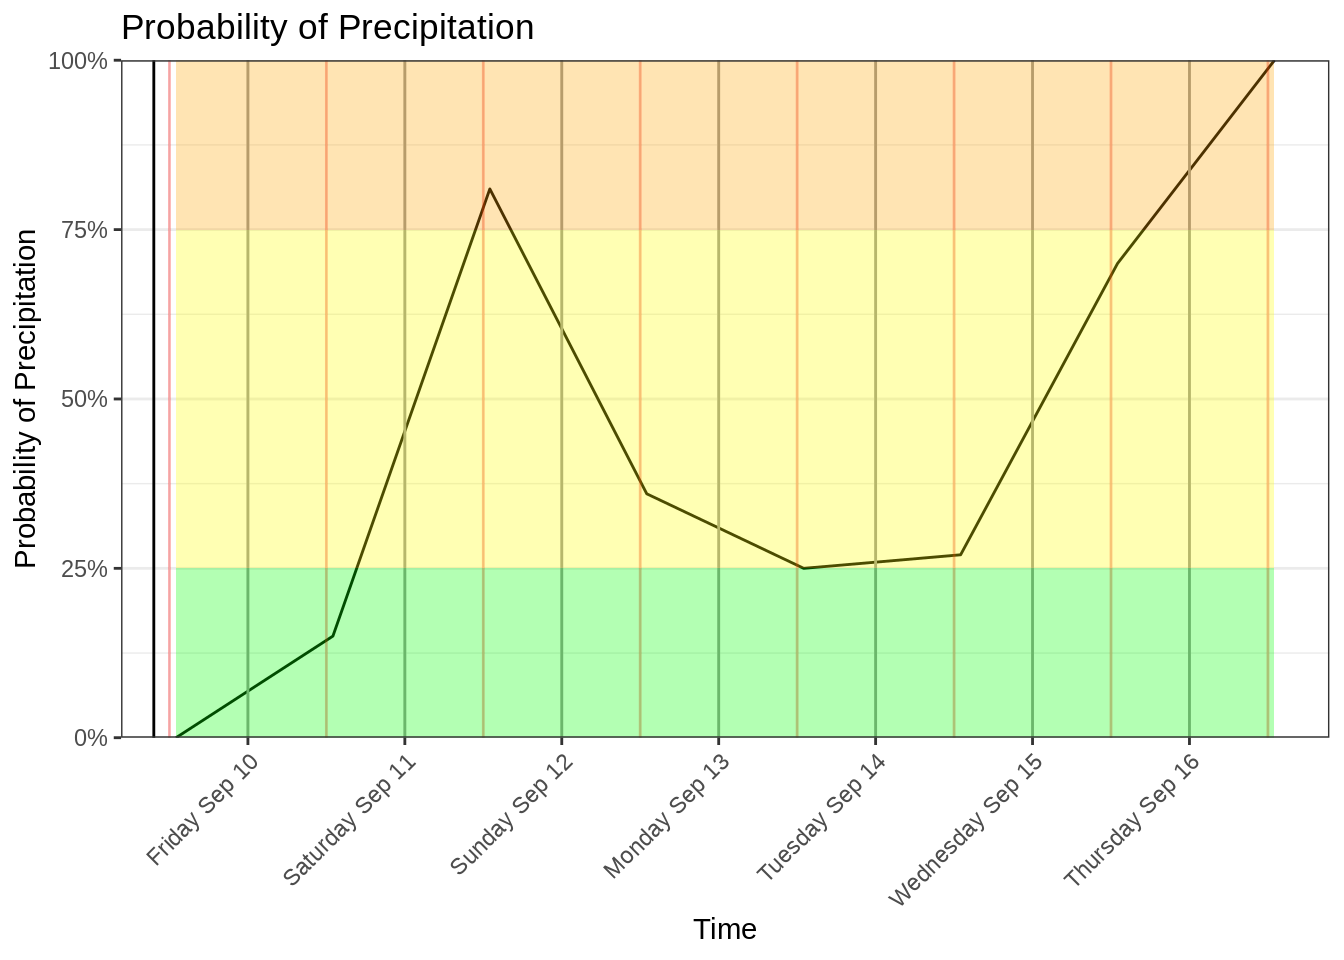 Probability of Precipitation
Probability of Precipitation
100%
75%
50%
25%
0%
Friday Sep 10
Saturday Sep 11
Sunday Sep 12
Monday Sep 13
Tuesday Sep 14
Wednesday Sep 15
Thursday Sep 16
Time